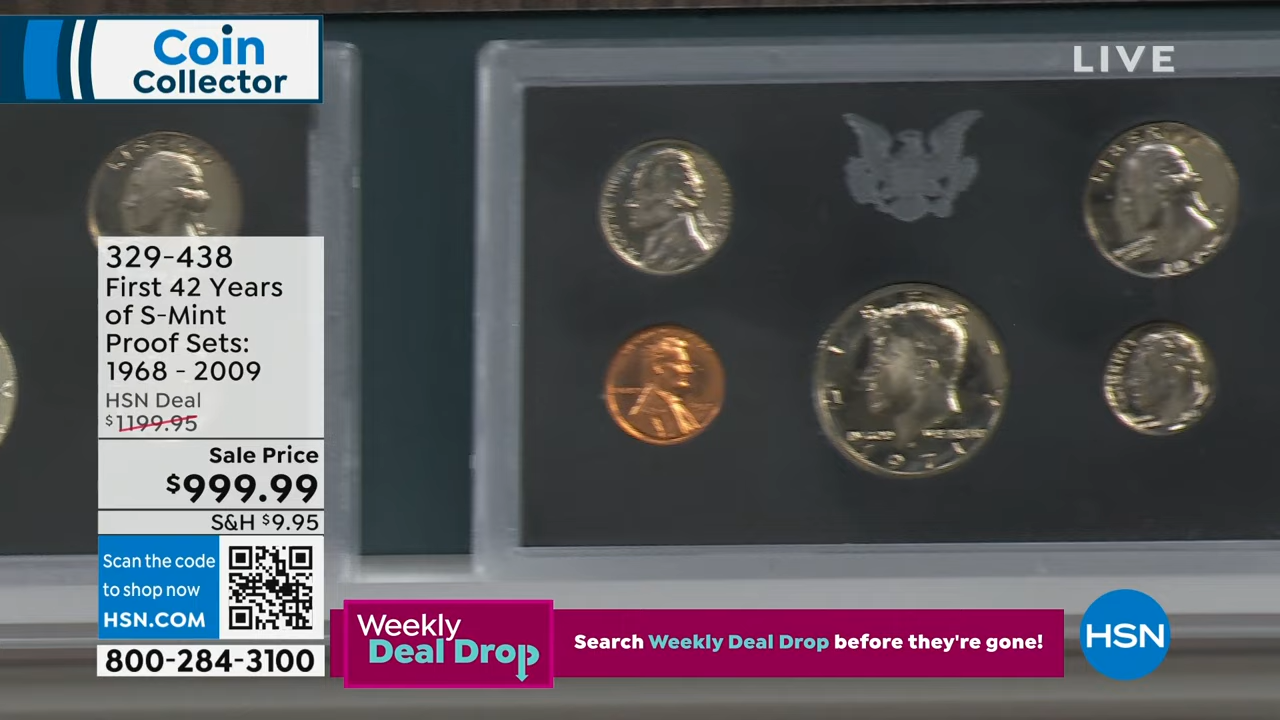 Coin
Collector
LIVE
LIBERTY
LIBERTY
329-438
First 42 Years
of S-Mint
Proof Sets:
1968 - 2009
HSN Deal
$1199.95
Sale Price
$999.99
S&H $9.95
Scan the code
to shop now
HSN.COM
800-284-3100
Weekly
Deal Drop
Search Weekly Deal Drop before they're gone!
HSN